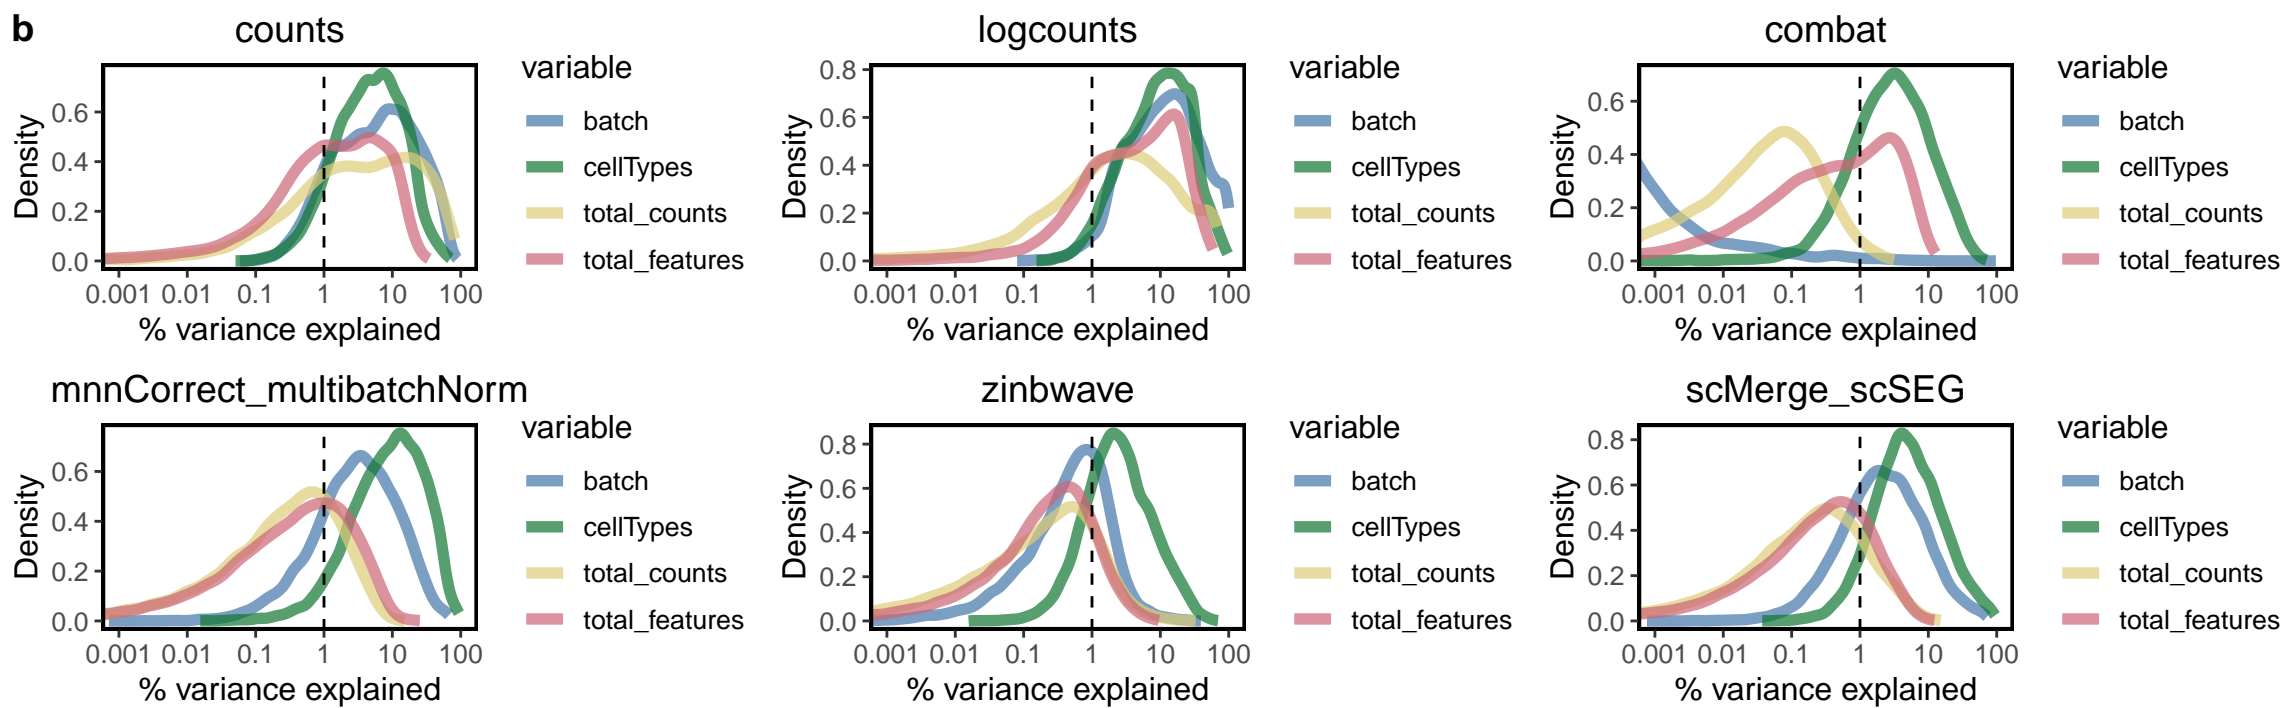 b
counts
Density
0.6
0.4
0.2
0.0
0.001 0.01 0.1 1 10 100
% variance explained
variable
batch
cellTypes
total_counts
total_features
logcounts
Density
0.8
0.6
0.4
0.2
0.0
0.001 0.01 0.1 1 10 100
% variance explained
variable
batch
cellTypes
total_counts
total_features
combat
Density
0.6
0.4
0.2
0.0
0.001 0.01 0.1 1 10 100
% variance explained
variable
batch
cellTypes
total_counts
total_features
mnnCorrect_multibatchNorm
Density
0.6
0.4
0.2
0.0
0.001 0.01 0.1 1 10 100
% variance explained
variable
batch
cellTypes
total_counts
total_features
zinbwave
Density
0.8
0.6
0.4
0.2
0.0
0.001 0.01 0.1 1 10 100
% variance explained
variable
batch
cellTypes
total_counts
total_features
scMerge_scSEG
Density
0.8
0.6
0.4
0.2
0.0
0.001 0.01 0.1 1 10 100
% variance explained
variable
batch
cellTypes
total_counts
total_features